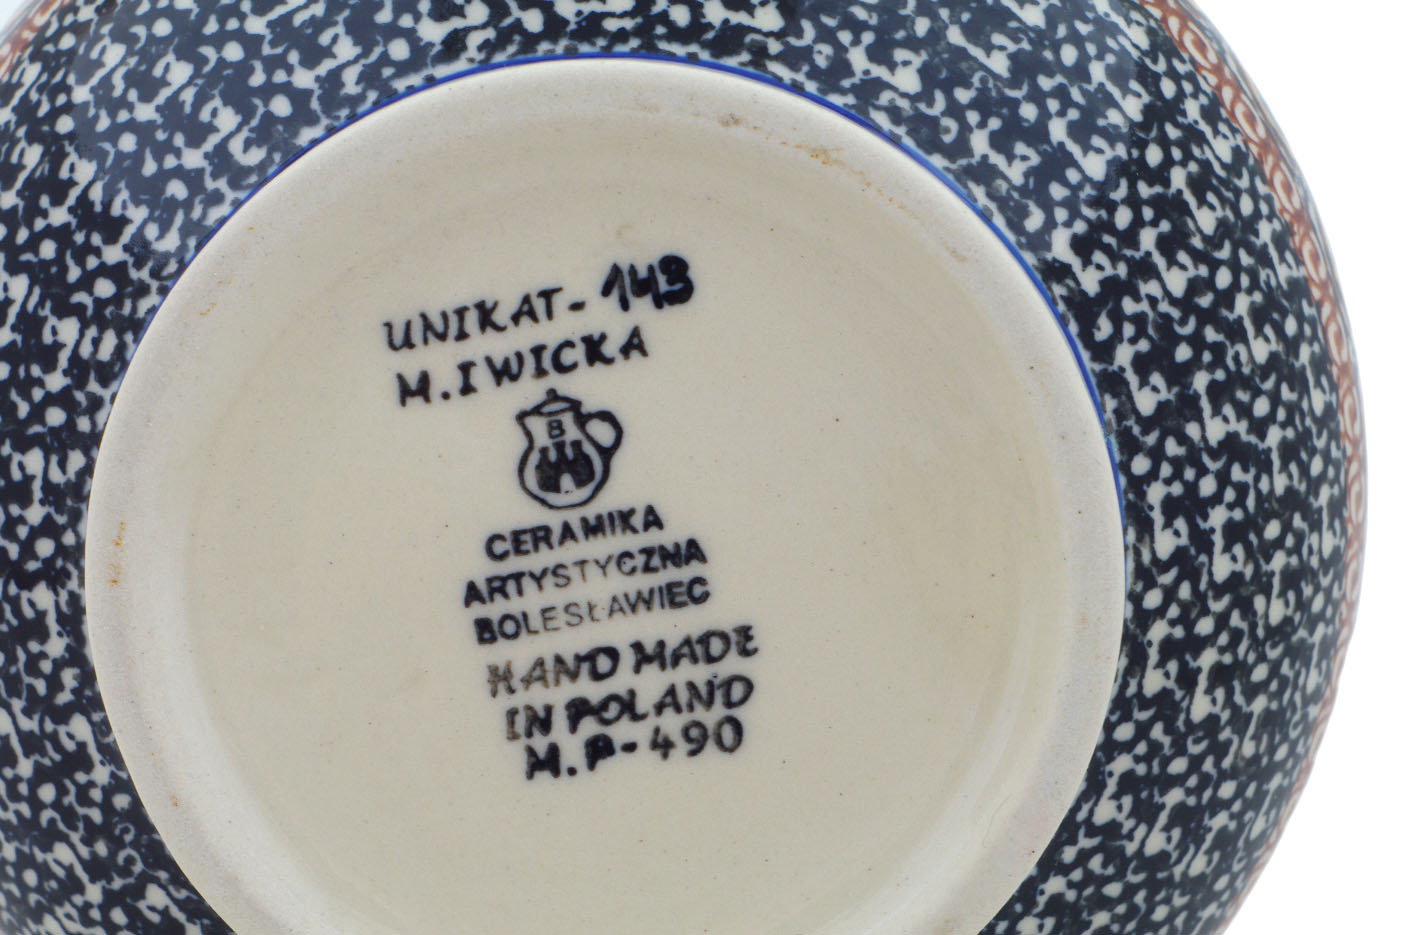 UNIKAT-143
M.IWICKA
B
CERAMIKA
ARTYSTYCZNA
BOLESŁAWIEC
HAND MADE
IN POLAND
M.P-490